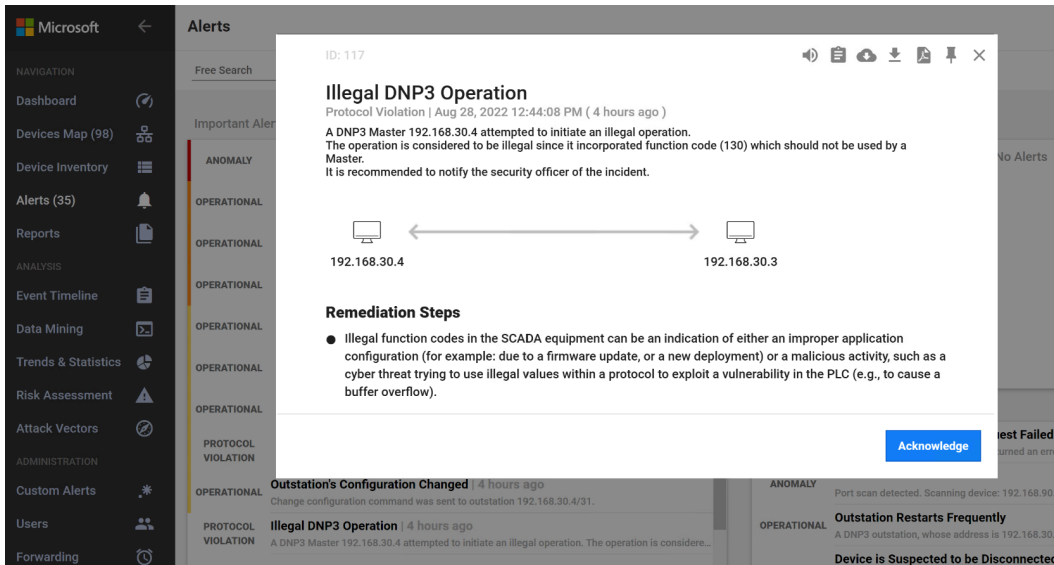 Microsoft
Alerts
ID: 117
NAVIGATION
Free Search
Illegal DNP3 Operation
Protocol Violation | Aug 28, 2022 12:44:08 PM ( 4 hours ago )
Dashboard
Important Aler
A DNP3 Master 192.168.30.4 attempted to initiate an illegal operation.
The operation is considered to be illegal since it incorporated function code (130) which should not be used by a
Master.
It is recommended to notify the security officer of the incident.
Devices Map (98)
ANOMALY
No Alerts
Device Inventory
Alerts (35)
OPERATIONAL
Reports
OPERATIONAL
192.168.30.4
192.168.30.3
ANALYSIS
OPERATIONAL
Event Timeline
Remediation Steps
Data Mining
OPERATIONAL
Illegal function codes in the SCADA equipment can be an indication of either an improper application
configuration (for example: due to a firmware update, or a new deployment) or a malicious activity, such as a
cyber threat trying to use illegal values within a protocol to exploit a vulnerability in the PLC (e.g., to cause a
buffer overflow).
Trends & Statistics
OPERATIONAL
Risk Assessment
OPERATIONAL
Attack Vectors
PROTOCOL
VIOLATION
Acknowledge
est Failed
urned an erro
ADMINISTRATION
Custom Alerts
OPERATIONAL
Outstation's Configuration Changed | 4 hours ago
Change configuration command was sent to outstation 192.168.30.4/31.
ANOMALY
Port scan detected. Scanning device: 192.168.90
Users
PROTOCOL
VIOLATION
Illegal DNP3 Operation | 4 hours ago
A DNP3 Master 192.168.30.4 attempted to initiate an illegal operation. The operation is considere...
OPERATIONAL
Outstation Restarts Frequently
A DNP3 outstation, whose address is 192.168.30.
Forwarding
Device is Suspected to be Disconnected